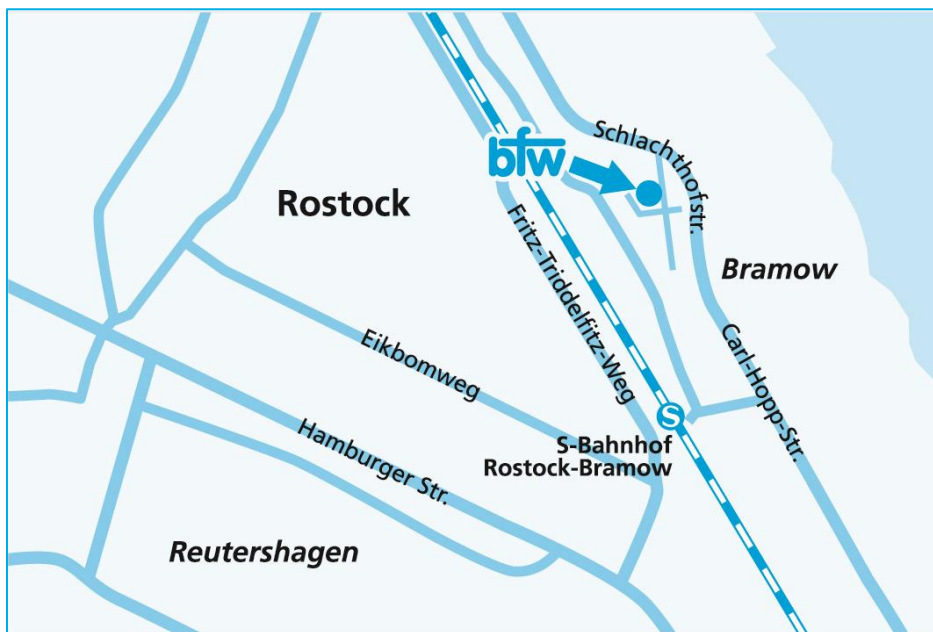 Schlachthofstr.
bfw
Rostock
Fritz-Triddelfitz-Weg
Bramow
Eikbomweg
Carl-Hopp-Str.
S
S-Bahnhof
Rostock-Bramow
Hamburger Str.
Reutershagen